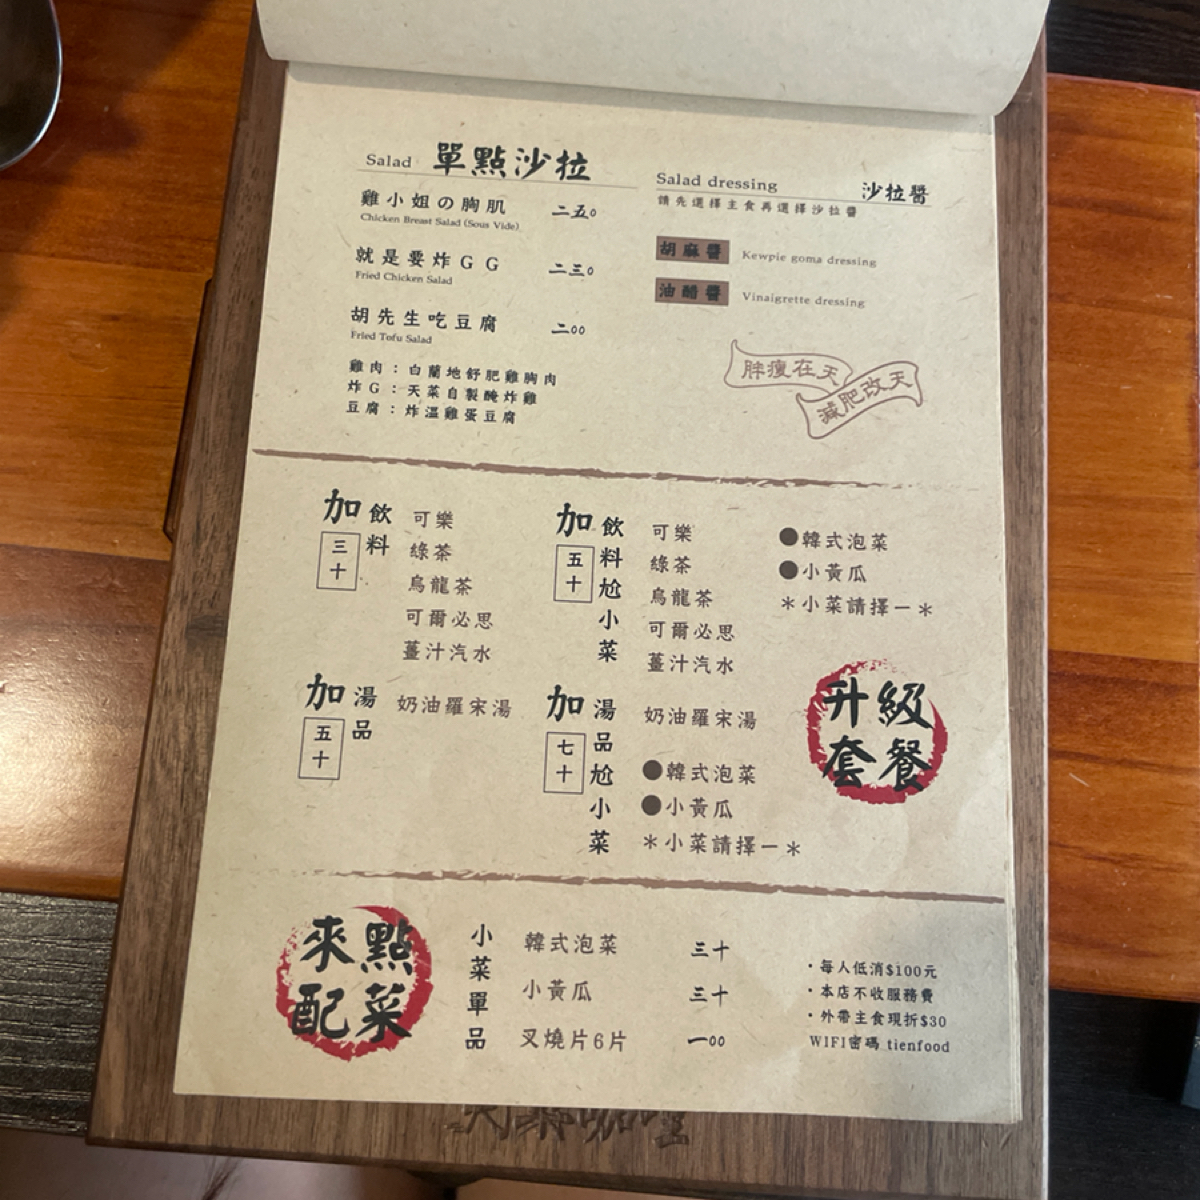 Salad 單點沙拉
雞小姐の胸肌 二五0
Chicken Breast Salad (Sous Vide)
就是要炸GG 二三0
Fried Chicken Salad
胡先生吃豆腐 二00
Fried Tofu Salad
雞肉：白蘭地舒肥雞胸肉
炸G：天菜自製醃炸雞
豆腐：炸溫雞蛋豆腐
Salad dressing 沙拉醬
請先選擇主食再選擇沙拉醬
胡麻醬 Kewpie goma dressing
油醋醬 Vinaigrette dressing
胖瘦在天
減肥改天
加飲料
三十
可樂
綠茶
烏龍茶
可爾必思
薑汁汽水
加飲料尬小菜
五十
可樂
綠茶
烏龍茶
可爾必思
薑汁汽水
●韓式泡菜
●小黃瓜
＊小菜請擇一＊
加湯品
五十
奶油羅宋湯
加湯品尬小菜
七十
奶油羅宋湯
●韓式泡菜
●小黃瓜
＊小菜請擇一＊
升級
套餐
來點
配菜
小菜單品
韓式泡菜 三十
小黃瓜 三十
叉燒片6片 一00
・每人低消$100元
・本店不收服務費
・外帶主食現折$30
WIFI密碼 tienfood